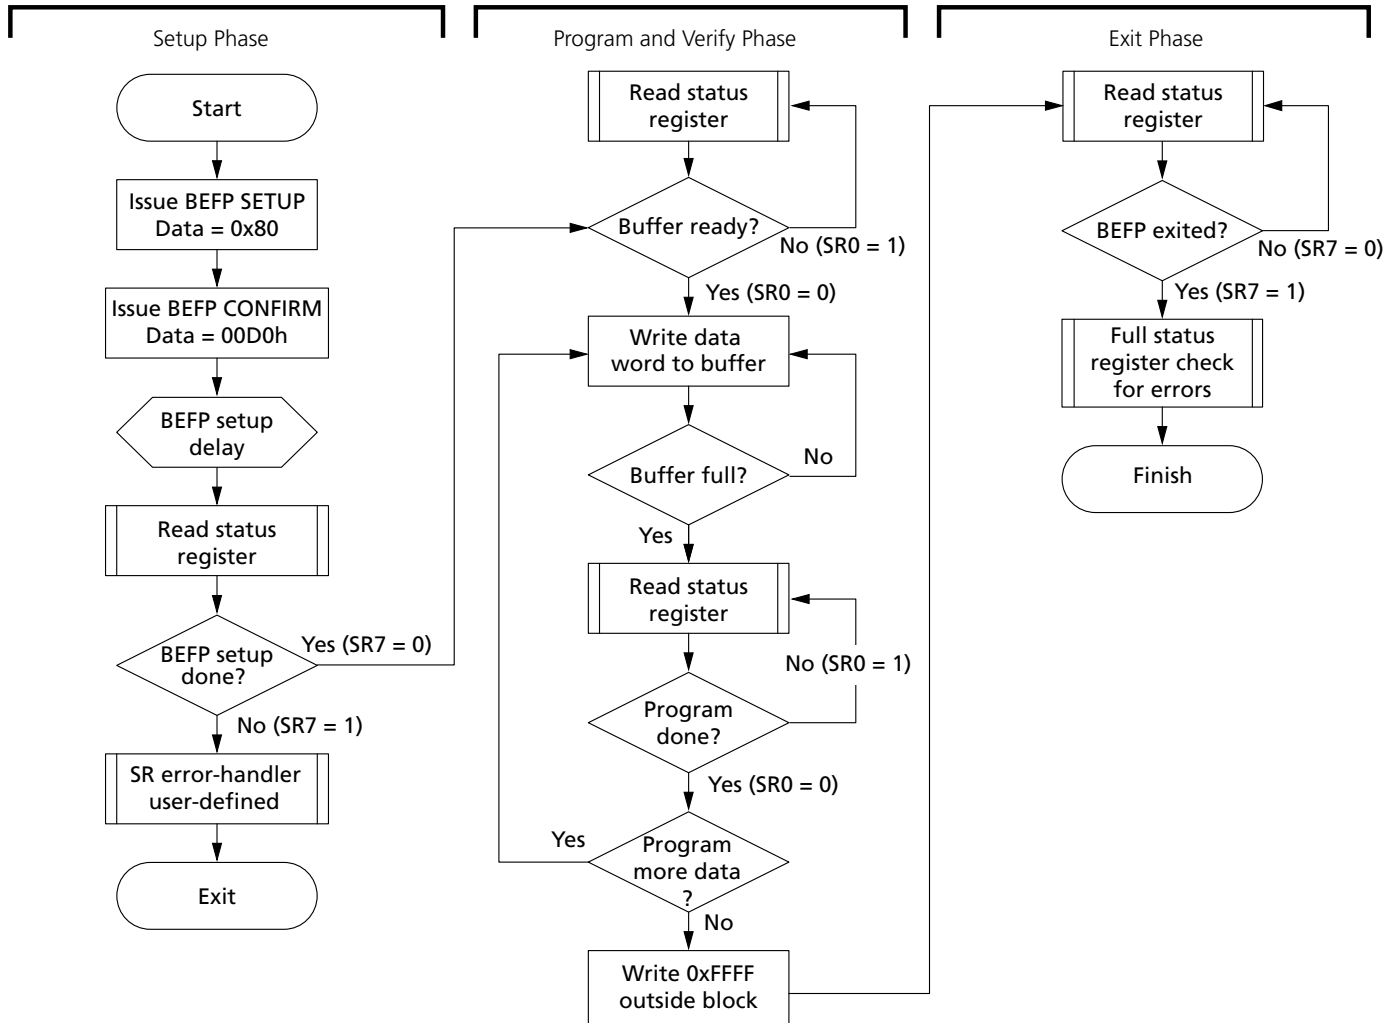 Setup Phase
Start
Issue BEFP SETUP
Data = 0x80
Issue BEFP CONFIRM
Data = 00D0h
BEFP setup
delay
Read status
register
BEFP setup
done?
Yes (SR7 = 0)
No (SR7 = 1)
SR error-handler
user-defined
Exit
Program and Verify Phase
Read status
register
Buffer ready?
No (SR0 = 1)
Yes (SR0 = 0)
Write data
word to buffer
Buffer full?
No
Yes
Read status
register
No (SR0 = 1)
Program
done?
Yes (SR0 = 0)
Program
more data
?
Yes
No
Write 0xFFFF
outside block
Exit Phase
Read status
register
BEFP exited?
No (SR7 = 0)
Yes (SR7 = 1)
Full status
register check
for errors
Finish